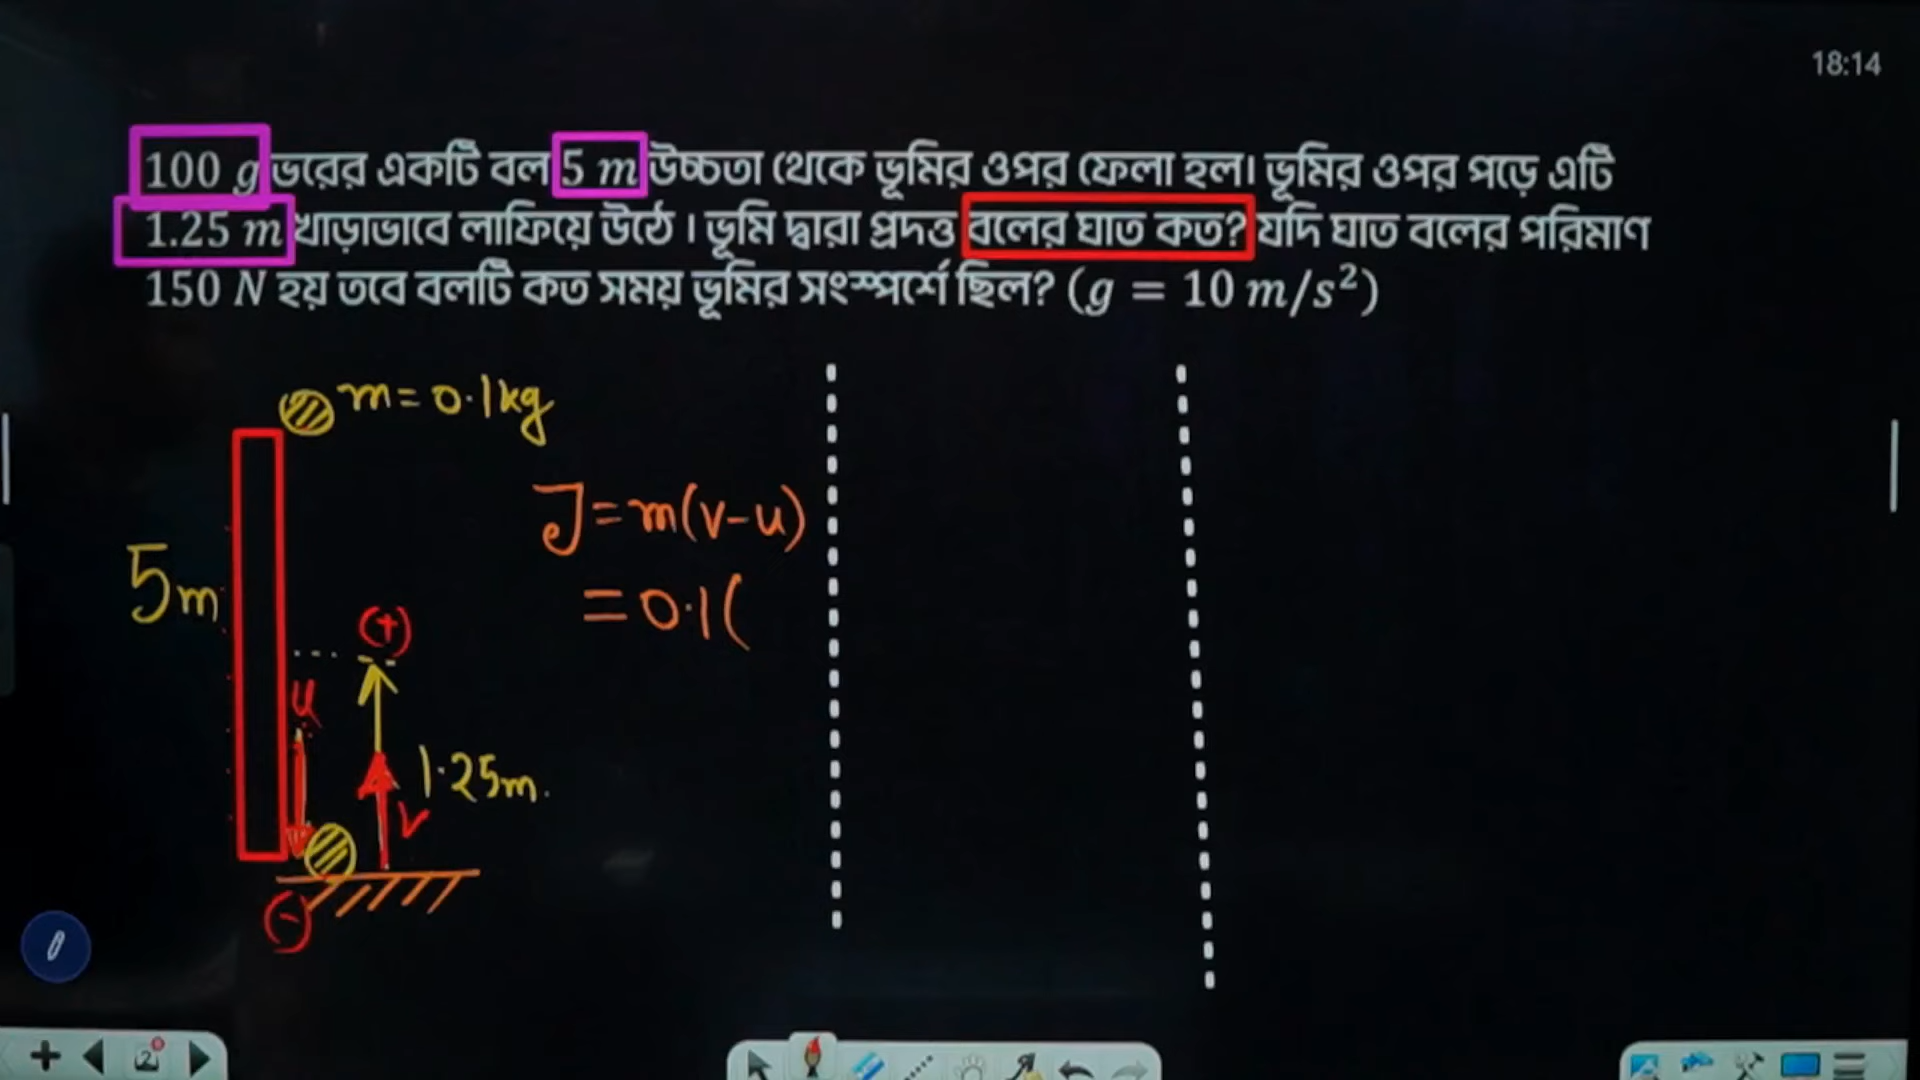 18:14
100 g ভরের একটি বল 5 m উচ্চতা থেকে ভূমির ওপর ফেলা হল। ভূমির ওপর পড়ে এটি
1.25 m খাড়াভাবে লাফিয়ে উঠে । ভূমি দ্বারা প্রদত্ত বলের ঘাত কত? যদি ঘাত বলের পরিমাণ
150 N হয় তবে বলটি কত সময় ভূমির সংস্পর্শে ছিল? (g = 10 m/s²)
m = 0.1kg
J = m(v-u)
= 0.1(
5m
(+)
u
1.25m.
v
(-)
2